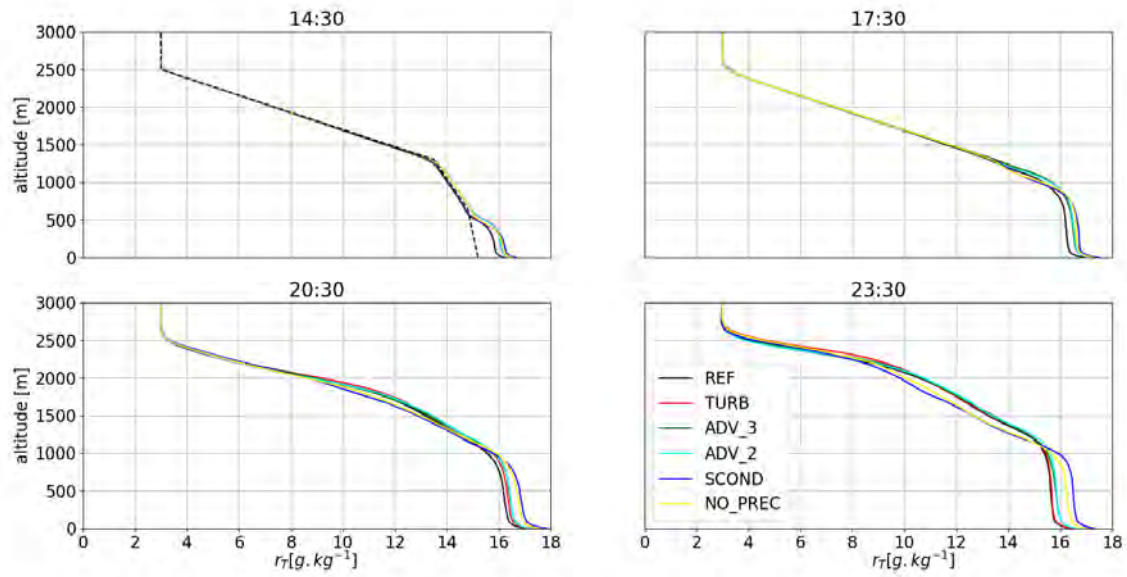 14:30
17:30
3000
2500
2000
1500
1000
500
0
altitude [m]
20:30
23:30
3000
2500
2000
1500
1000
500
0
altitude [m]
REF
TURB
ADV_3
ADV_2
SCOND
NO_PREC
0 2 4 6 8 10 12 14 16 18
0 2 4 6 8 10 12 14 16 18
r_T[g.kg⁻¹]
r_T[g.kg⁻¹]